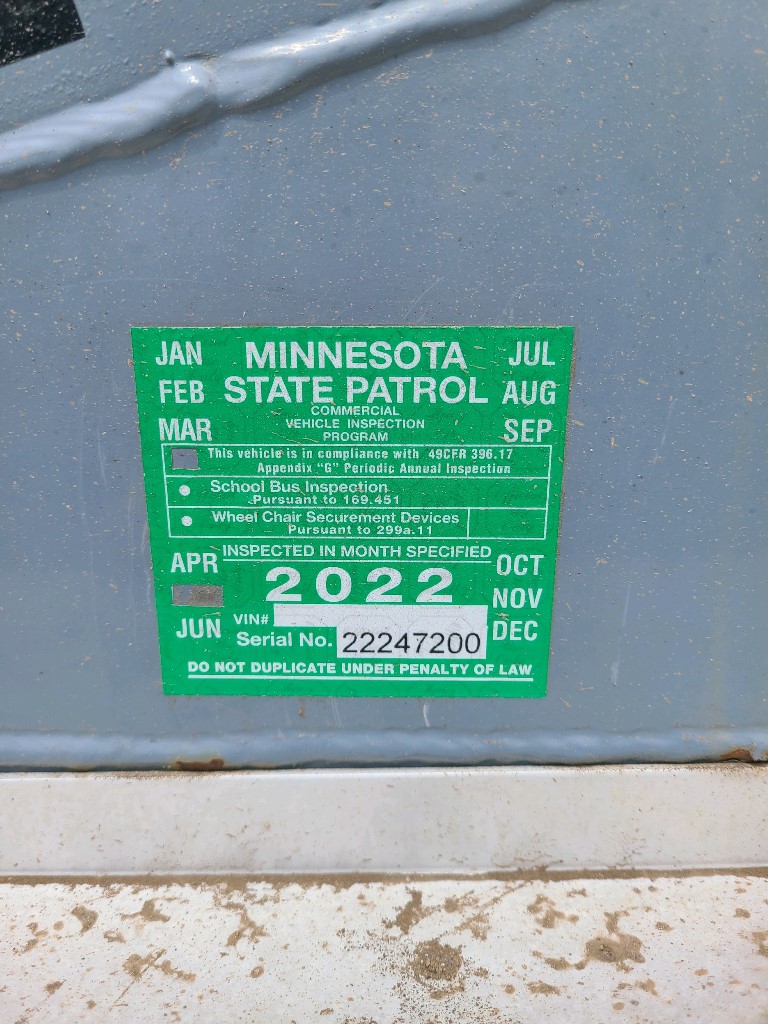 JAN MINNESOTA JUL
FEB STATE PATROL AUG
COMMERCIAL
MAR VEHICLE INSPECTION SEP
PROGRAM
This vehicle is in compliance with 49CFR 396.17
Appendix "G" Periodic Annual Inspection
School Bus Inspection
Pursuant to 169.451
Wheel Chair Securement Devices
Pursuant to 299a.11
APR INSPECTED IN MONTH SPECIFIED OCT
2022 NOV
JUN VIN# DEC
Serial No. 22247200
DO NOT DUPLICATE UNDER PENALTY OF LAW